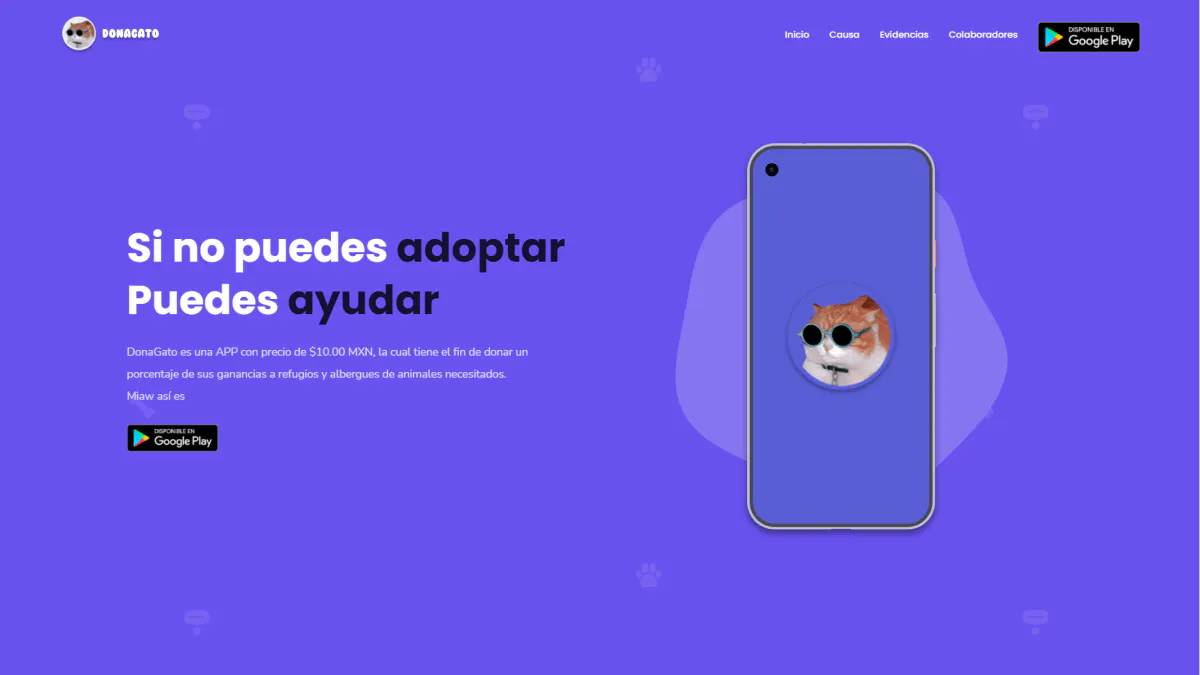 DONAGATO
Inicio Causa Evidencias Colaboradores
DISPONIBLE EN
Google Play
Si no puedes adoptar
Puedes ayudar
DonaGato es una APP con precio de $10.00 MXN, la cual tiene el fin de donar un
porcentaje de sus ganancias a refugios y albergues de animales necesitados.
Miaw así es
DISPONIBLE EN
Google Play